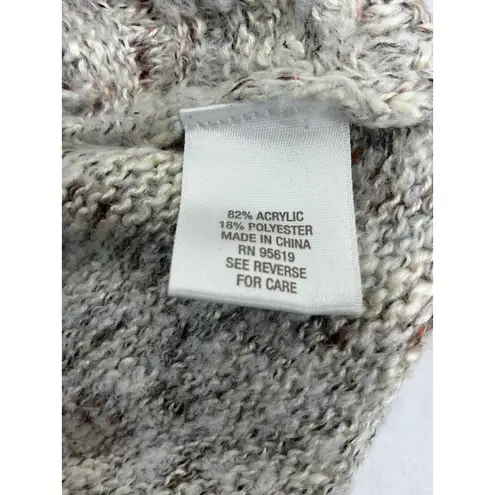 82% ACRYLIC
18% POLYESTER
MADE IN CHINA
RN 95619
SEE REVERSE
FOR CARE